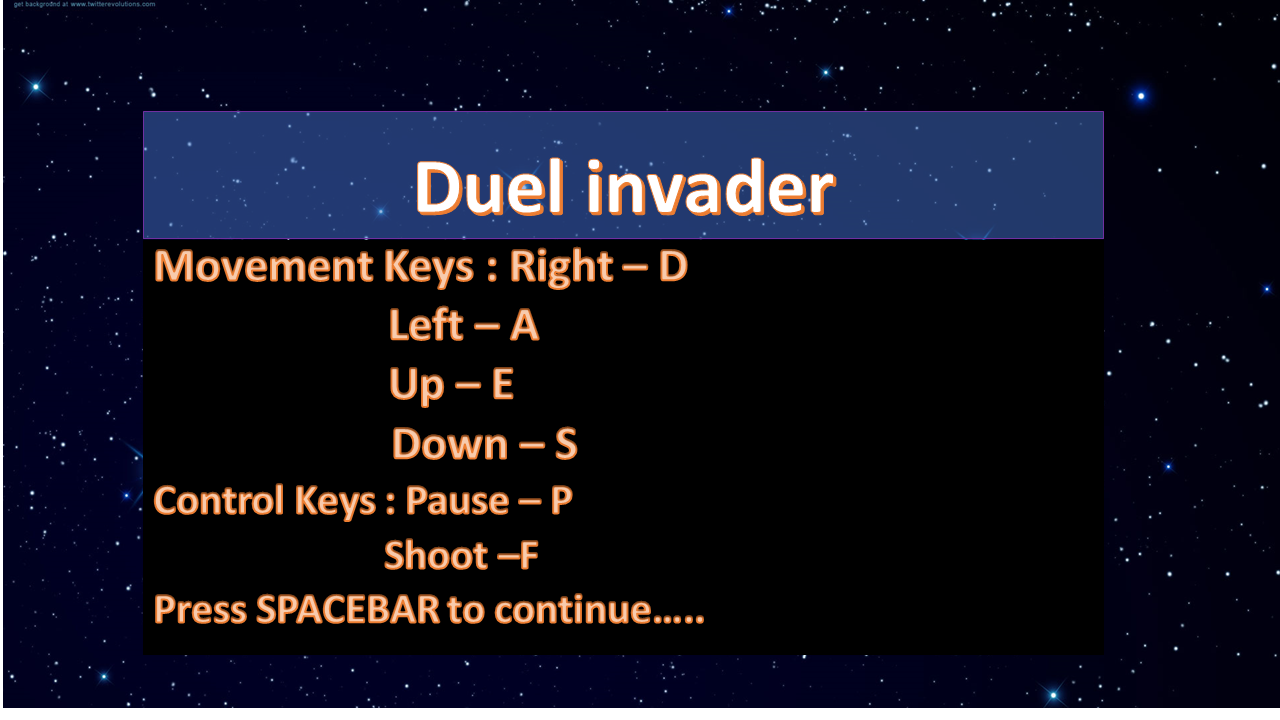 get background at www.twitterevolutions.com
Duel invader
Movement Keys : Right – D
Left – A
Up – E
Down – S
Control Keys : Pause – P
Shoot –F
Press SPACEBAR to continue.....